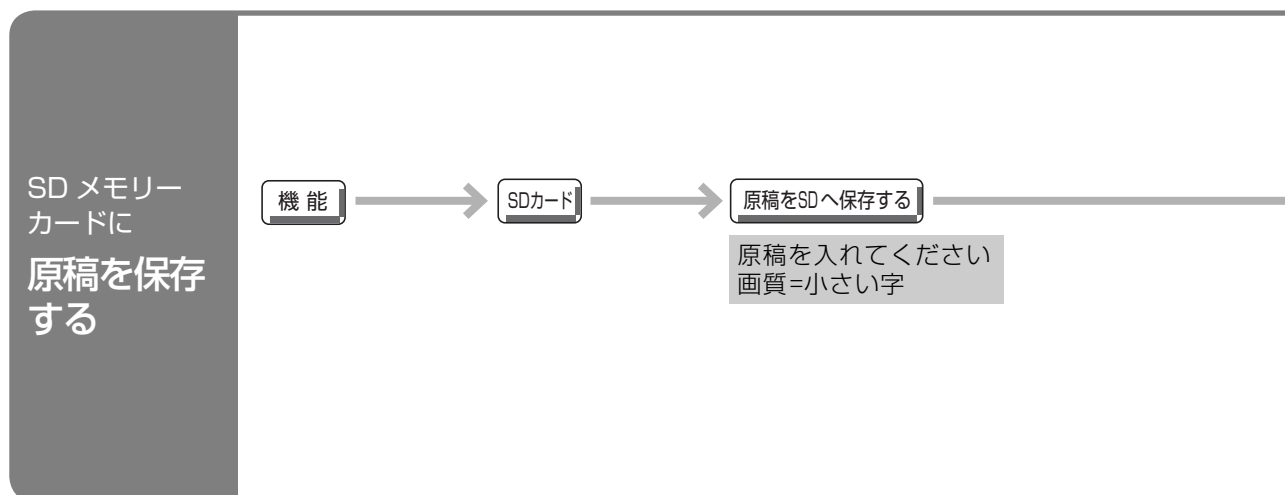 SD メモリー
カードに
原稿を保存
する
機 能
SDカード
原稿をSDへ保存する
原稿を入れてください
画質=小さい字